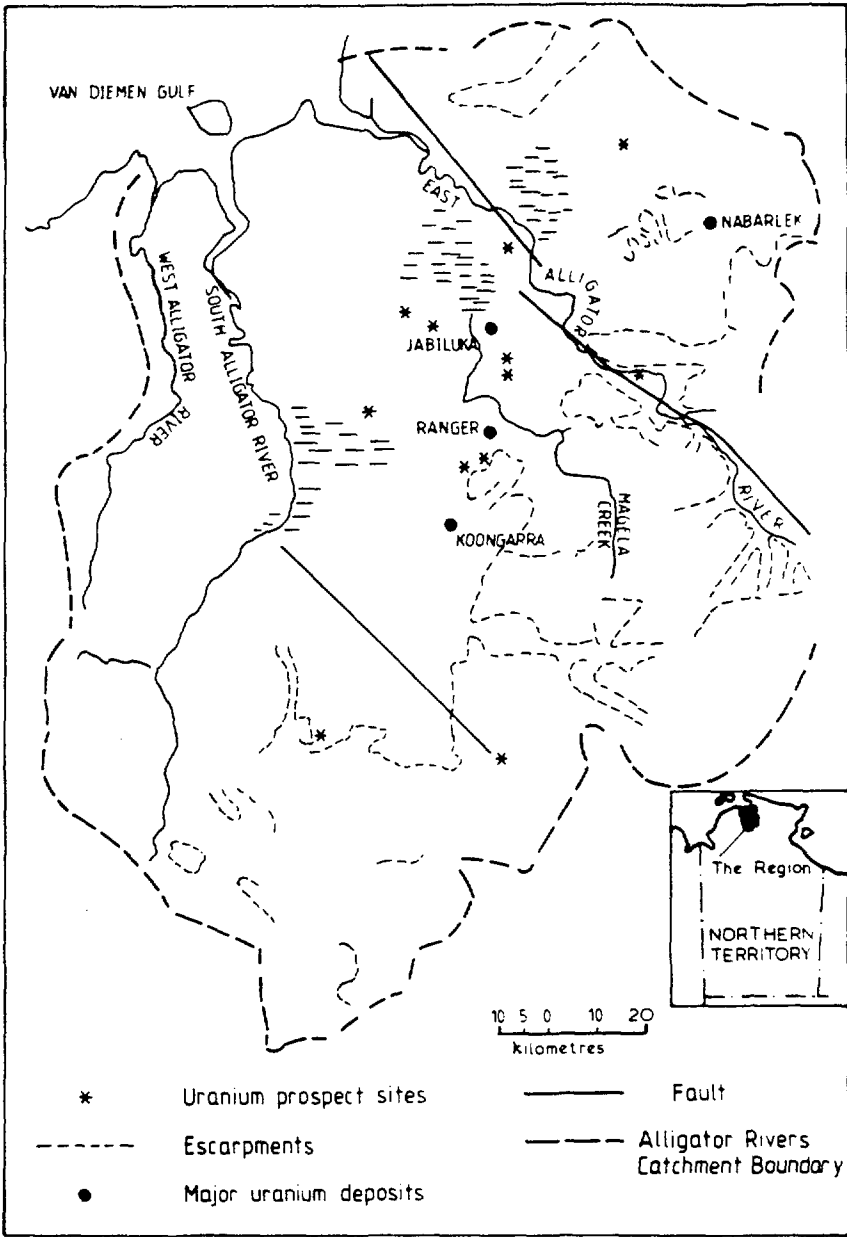 VAN DIEMEN GULF
EAST
ALLIGATOR
RIVER
NABARLEK
WEST ALLIGATOR
RIVER
SOUTH ALLIGATOR RIVER
JABILUKA
RANGER
KOONGARRA
MAGELA
CREEK
The Region
NORTHERN
TERRITORY
10 5 0 10 20
kilometres
Uranium prospect sites
Fault
Escarpments
Alligator Rivers
Catchment Boundary
Major uranium deposits